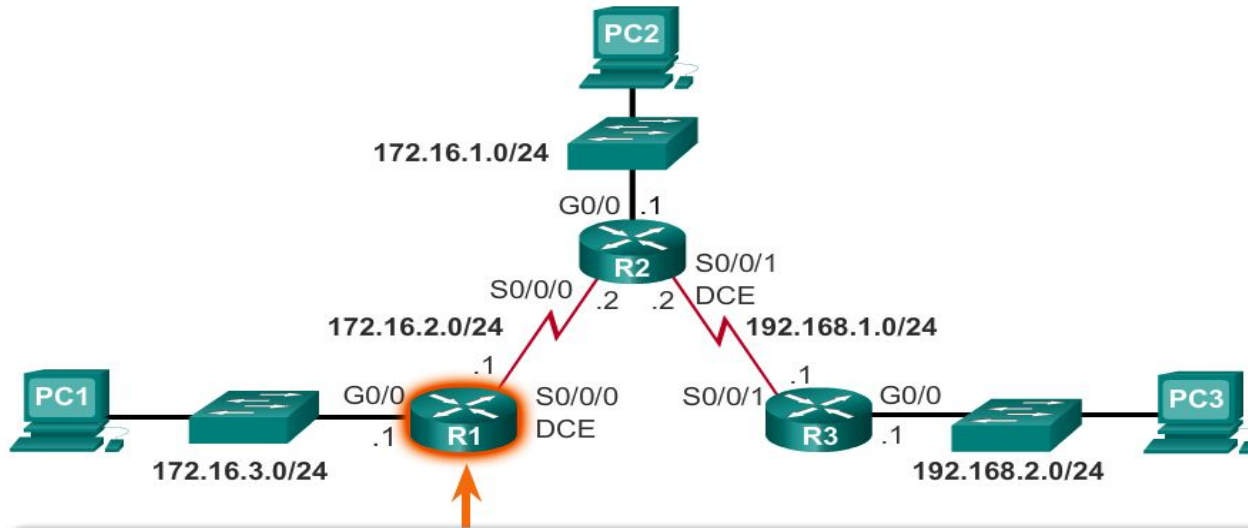 PC2
172.16.1.0/24
G0/0 .1
R2
S0/0/1
DCE
S0/0/0
.2 .2
172.16.2.0/24
192.168.1.0/24
.1
.1
PC1
G0/0
.1
R1
S0/0/0
DCE
S0/0/1
R3
G0/0
.1
PC3
172.16.3.0/24
192.168.2.0/24